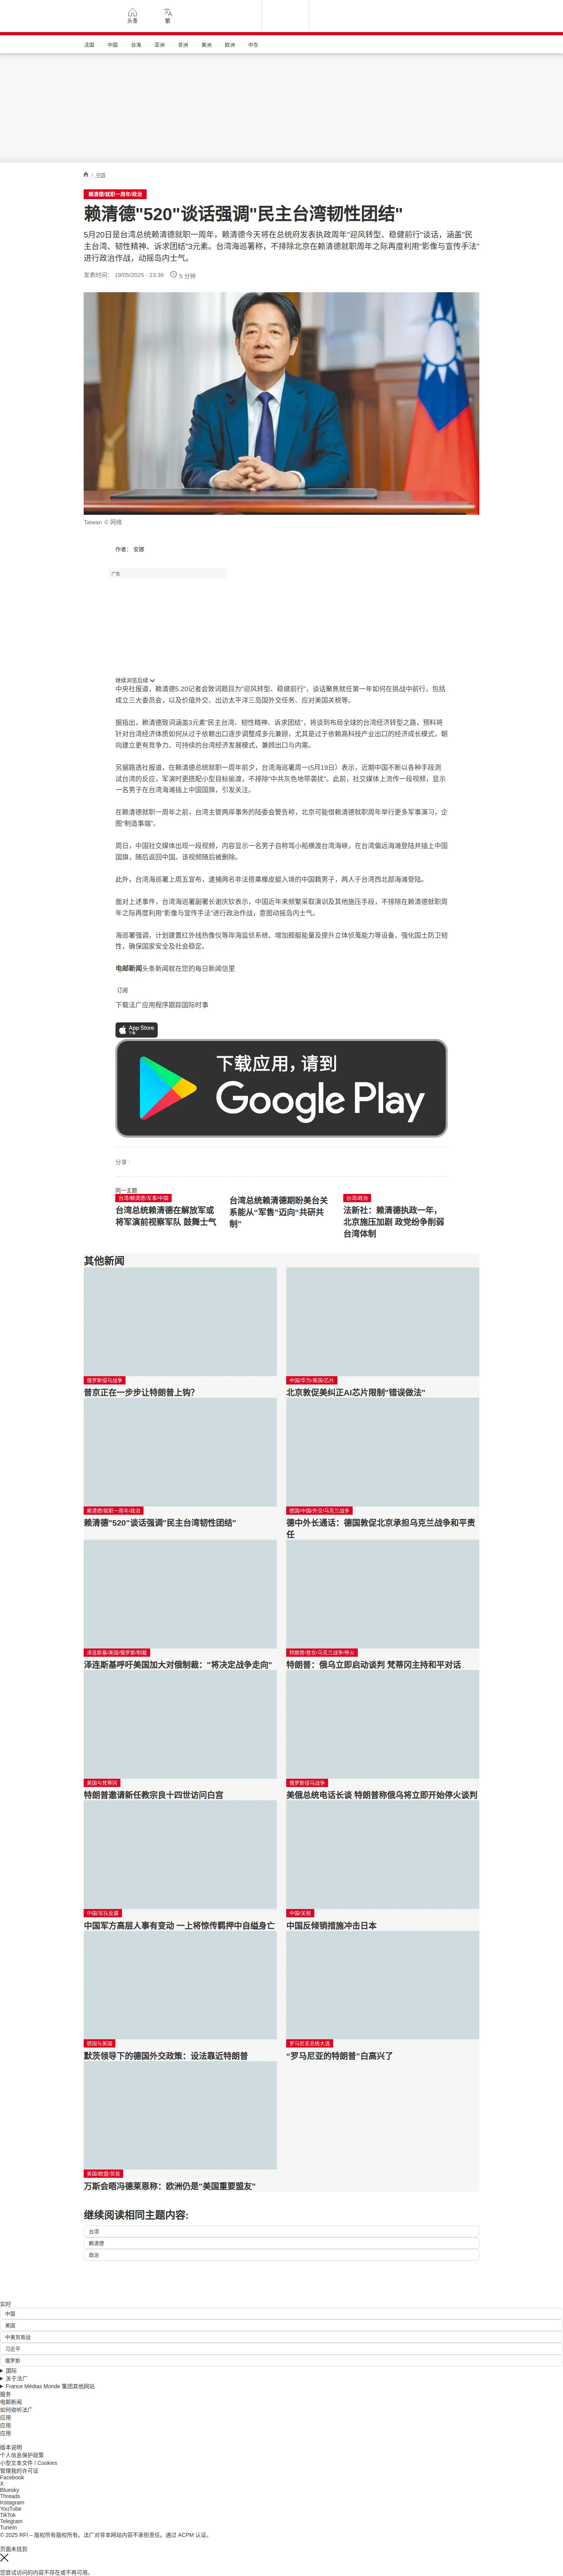 头条
繁
法国
中国
台海
亚洲
非洲
美洲
欧洲
中东
/ 中国
赖清德/就职一周年/政治
赖清德"520"谈话强调"民主台湾韧性团结"
5月20日是台湾总统赖清德就职一周年，赖清德今天将在总统府发表执政周年"迎风转型、稳健前行"谈话，涵盖"民
主台湾、韧性精神、诉求团结"3元素。台湾海巡署称，不排除北京在赖清德就职周年之际再度利用“影像与宣传手法”
进行政治作战，动摇岛内士气。
发表时间： 19/05/2025 - 23:36
5 分钟
Taiwan © 网络
作者： 安娜
广告
继续浏览后续
中央社报道，赖清德5.20记者会致词题目为"迎风转型、稳健前行"，谈话聚焦就任第一年如何在挑战中前行，包括
成立三大委员会，以及价值外交、出访太平洋三岛国外交任务、应对美国关税等。
据指出，赖清德致词涵盖3元素"民主台湾、韧性精神、诉求团结"，将谈到布局全球的台湾经济转型之路，预料将
针对台湾经济体质如何从过于依赖出口逐步调整成多元兼顾，尤其是过于依赖高科技产业出口的经济成长模式，朝
向建立更有竞争力、可持续的台湾经济发展模式，兼顾出口与内需。
另据路透社报道，在赖清德总统就职一周年前夕，台湾海巡署周一(5月19日）表示，近期中国不断以各种手段测
试台湾的反应，军演时更搭配小型目标偷渡，不排除"中共灰色地带袭扰"。此前，社交媒体上流传一段视频，显示
一名男子在台湾海滩插上中国国旗，引发关注。
在赖清德就职一周年之前，台湾主管两岸事务的陆委会警告称，北京可能借赖清德就职周年举行更多军事演习，企
图“制造事端”。
周日，中国社交媒体出现一段视频，内容显示一名男子自称驾小船横渡台湾海峡，在台湾偏远海滩登陆并插上中国
国旗，随后返回中国。该视频随后被删除。
此外，台湾海巡署上周五宣布，逮捕两名非法搭乘橡皮艇入境的中国籍男子，两人于台湾西北部海滩登陆。
面对上述事件，台湾海巡署副署长谢庆钦表示，中国近年来频繁采取演训及其他施压手段，不排除在赖清德就职周
年之际再度利用“影像与宣传手法”进行政治作战，意图动摇岛内士气。
海巡署强调，计划建置红外线热像仪等岸海监侦系统、增加舰艇能量及提升立体侦蒐能力等设备，强化国土防卫韧
性，确保国家安全及社会稳定。
电邮新闻头条新闻就在您的每日新闻信里
订阅
下载法广应用程序跟踪国际时事
App Store
下载
下载应用，请到
Google Play
分享 :
同一主题
台湾/赖清德/军事/中国
台湾总统赖清德在解放军或
将军演前视察军队 鼓舞士气
台湾总统赖清德期盼美台关
系能从“军售”迈向“共研共
制”
台湾/政治
法新社：赖清德执政一年，
北京施压加剧 政党纷争削弱
台湾体制
其他新闻
俄罗斯侵乌战争
普京正在一步步让特朗普上钩？
中国/华为/美国/芯片
北京敦促美纠正AI芯片限制"错误做法"
赖清德/就职一周年/政治
赖清德"520"谈话强调"民主台湾韧性团结"
德国/中国/外交/乌克兰战争
德中外长通话：德国敦促北京承担乌克兰战争和平责
任
泽连斯基/美国/俄罗斯/制裁
泽连斯基呼吁美国加大对俄制裁："将决定战争走向"
特朗普/普京/乌克兰战争/停火
特朗普：俄乌立即启动谈判 梵蒂冈主持和平对话
美国与梵蒂冈
特朗普邀请新任教宗良十四世访问白宫
俄罗斯侵乌战争
美俄总统电话长谈 特朗普称俄乌将立即开始停火谈判
中国/军队反腐
中国军方高层人事有变动 一上将惊传羁押中自缢身亡
中国/关税
中国反倾销措施冲击日本
德国与美国
默茨领导下的德国外交政策：设法靠近特朗普
罗马尼亚总统大选
“罗马尼亚的特朗普”白高兴了
美国/欧盟/贸易
万斯会晤冯德莱恩称：欧洲仍是"美国重要盟友"
继续阅读相同主题内容:
台湾
赖清德
政治
实时
中国
美国
中美贸易战
习近平
俄罗斯
国际
关于法广
France Médias Monde 集团其他网站
服务
电邮新闻
如何收听法广
应用
应用
应用
版本说明
个人信息保护政策
小型文本文件 / Cookies
管理我的许可证
Facebook
X
Bluesky
Threads
Instagram
YouTube
TikTok
Telegram
TuneIn
© 2025 RFI – 版权所有版权所有。法广对非本网站内容不承担责任。通过 ACPM 认证。
页面未找到
您尝试访问的内容不存在或不再可用。